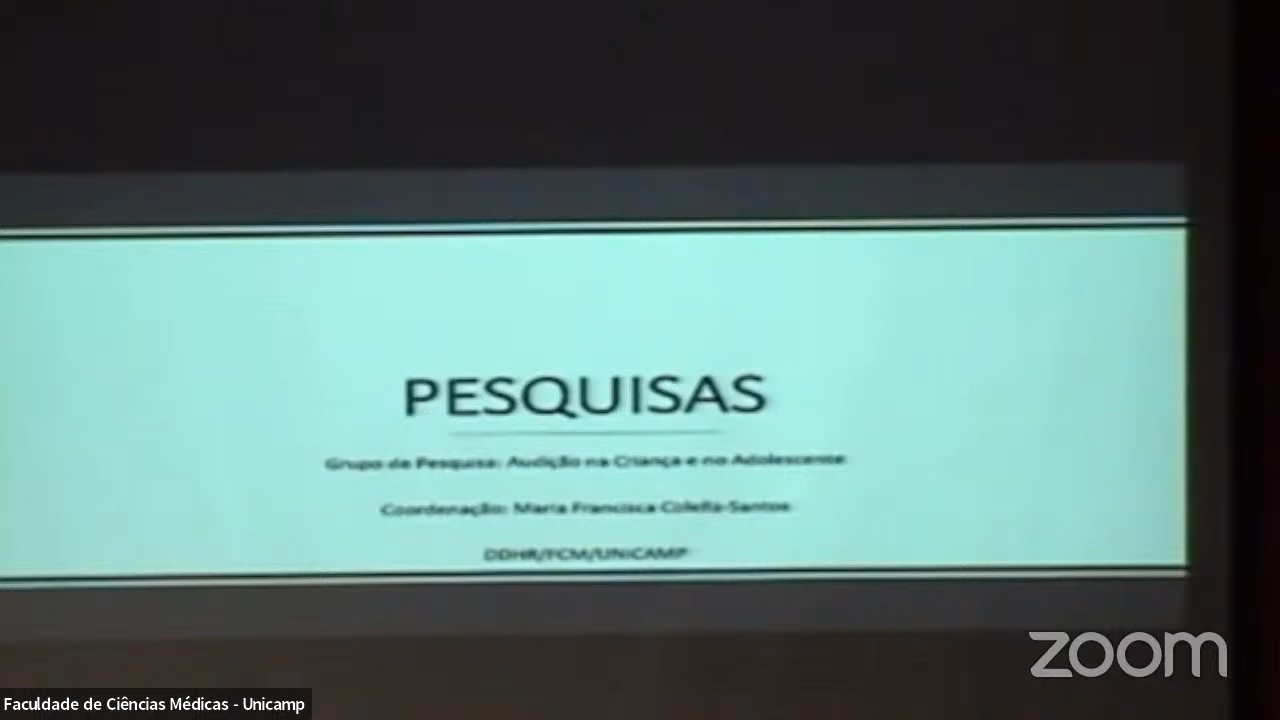 PESQUISAS
Grupo de Pesquisa: Audição na Criança e no Adolescente
Coordenação: Maria Francisca Colella-Santos
DDHR/FCM/UNICAMP
zoom
Faculdade de Ciências Médicas - Unicamp